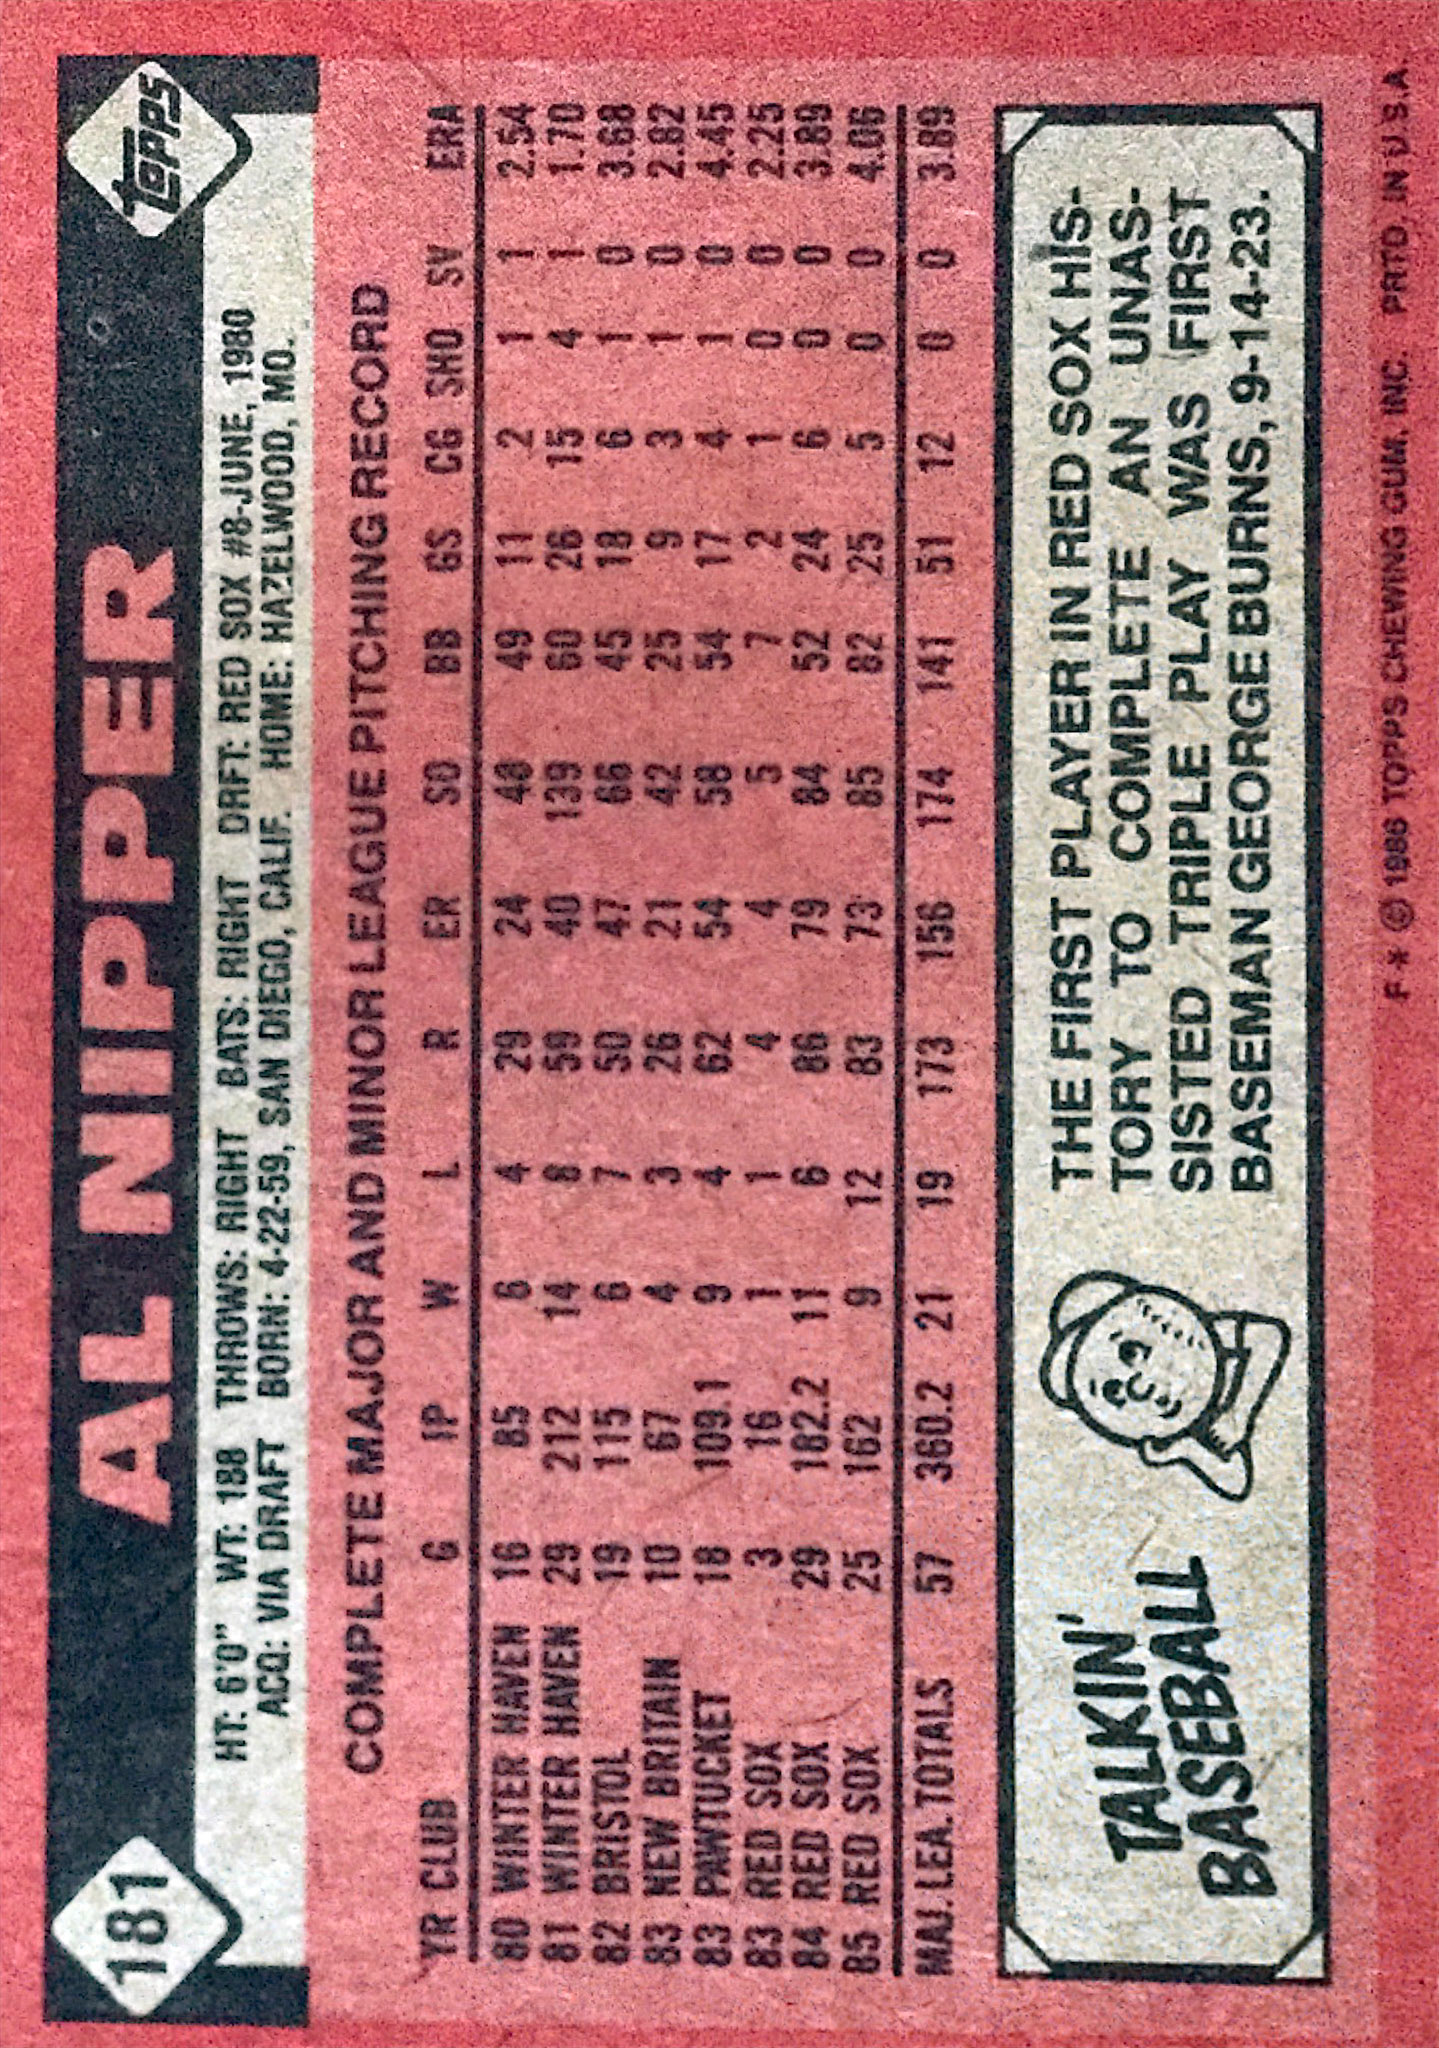 181
AL NIPPER
Topps
HT: 6'0" WT: 188 THROWS: RIGHT BATS: RIGHT DRFT: RED SOX #8-JUNE, 1980
ACQ: VIA DRAFT BORN: 4-22-59, SAN DIEGO, CALIF. HOME: HAZELWOOD, MO.
COMPLETE MAJOR AND MINOR LEAGUE PITCHING RECORD
YR CLUB G IP W L R ER SO BB GS CG SHO SV ERA
80 WINTER HAVEN 16 85 6 4 29 24 48 49 11 2 1 1 2.54
81 WINTER HAVEN 29 212 14 8 59 40 139 60 26 15 4 1 1.70
82 BRISTOL 19 115 6 7 50 47 66 45 18 6 1 0 3.68
83 NEW BRITAIN 10 67 4 3 26 21 42 25 9 3 1 0 2.82
83 PAWTUCKET 18 109.1 9 4 62 54 58 54 17 4 1 0 4.45
83 RED SOX 3 16 1 1 4 4 5 7 2 1 0 0 2.25
84 RED SOX 29 182.2 11 6 86 79 84 52 24 6 0 0 3.89
85 RED SOX 25 162 9 12 83 73 85 82 25 5 0 0 4.06
MAJ. LEA. TOTALS 57 360.2 21 19 173 156 174 141 51 12 0 0 3.89
TALKIN'
BASEBALL
THE FIRST PLAYER IN RED SOX HIS-
TORY TO COMPLETE AN UNAS-
SISTED TRIPLE PLAY WAS FIRST
BASEMAN GEORGE BURNS, 9-14-23.
F * © 1986 TOPPS CHEWING GUM, INC. PRTD. IN U.S.A.